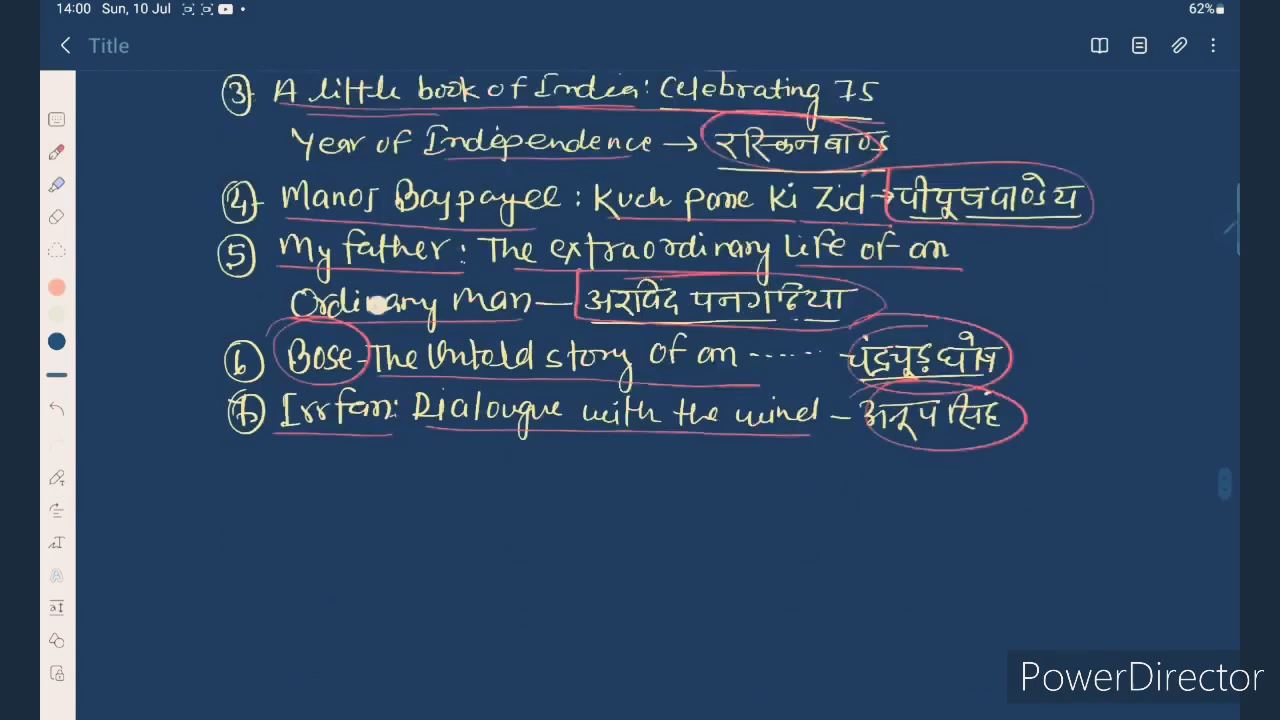 14:00 Sun, 10 Jul 62%
Title
③ A little book of India: Celebrating 75
Year of Independence → रस्किन बाण्ड
④ Manoj Bajpayee: Kuch pane Ki Zid → पीयूष पाण्डेय
⑤ My father: The extraordinary life of an
Ordinary Man — अरविंद पनगढिया
⑥ Bose - The Untold story of an ...... चंद्रचूड़ घोष
⑦ Irrfan: Dialougue with the wind - अनूप सिंह
PowerDirector